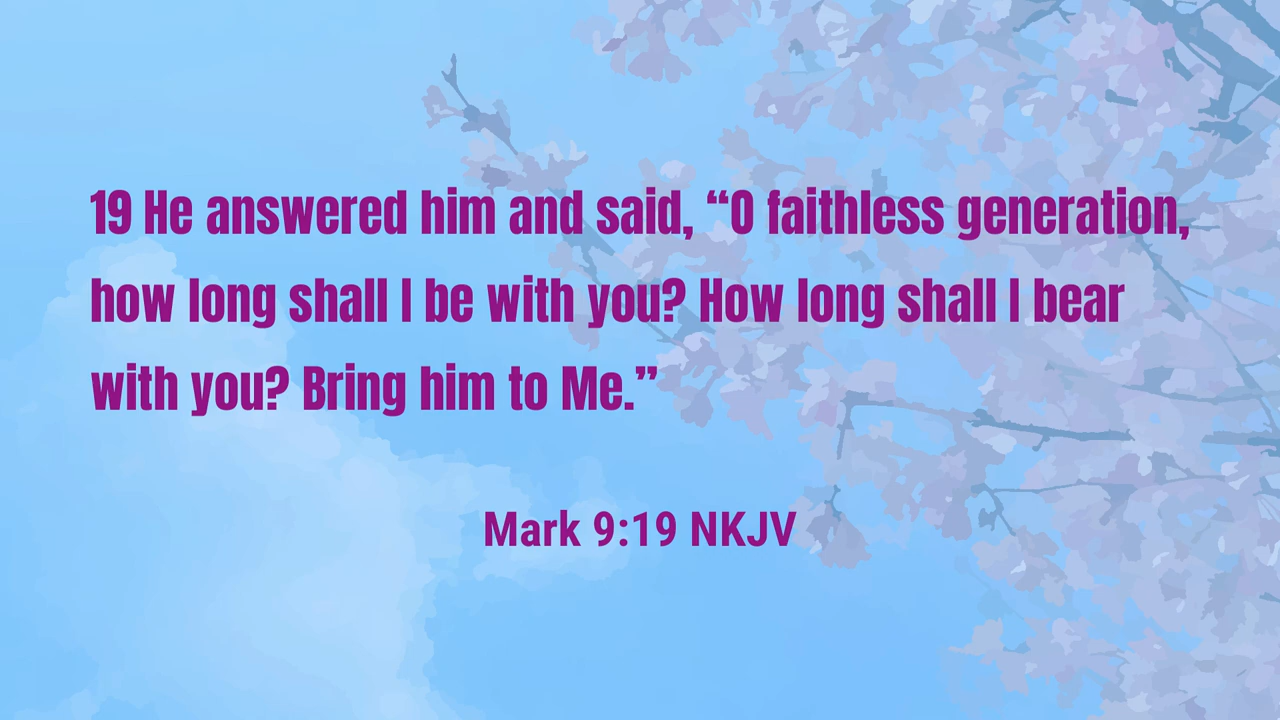 19 He answered him and said, “O faithless generation,
how long shall I be with you? How long shall I bear
with you? Bring him to Me.”
Mark 9:19 NKJV